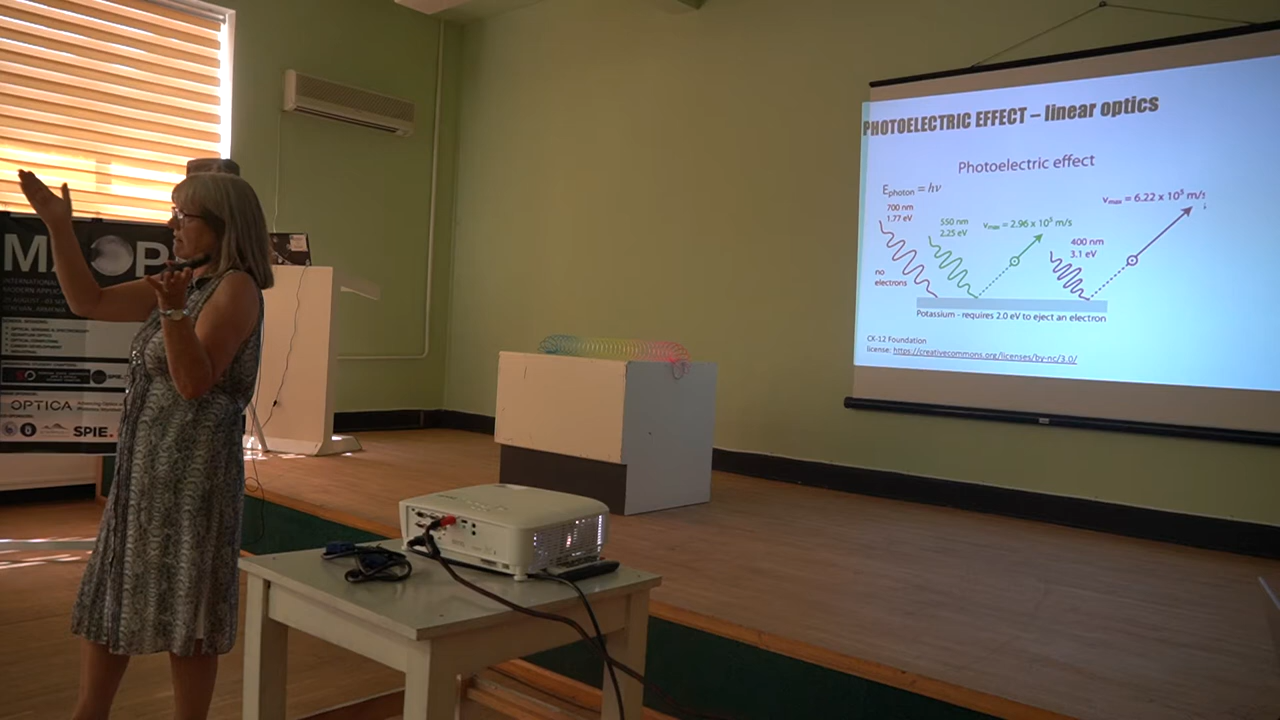 PHOTOELECTRIC EFFECT – linear optics
Photoelectric effect
Ephoton = hν
700 nm
1.77 eV
550 nm
2.25 eV
vmax = 2.96 x 10⁵ m/s
vmax = 6.22 x 10⁵ m/s
400 nm
3.1 eV
no
electrons
Potassium - requires 2.0 eV to eject an electron
CK-12 Foundation
license: https://creativecommons.org/licenses/by-nc/3.0/
INTERNATIONAL
MODERN
OPTICA
SPIE.